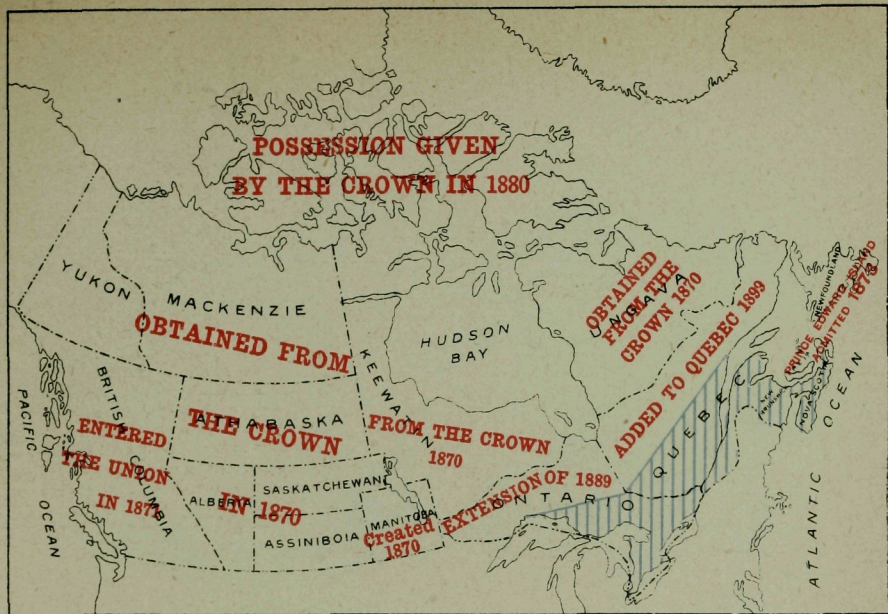 POSSESSION GIVEN
BY THE CROWN IN 1880
YUKON
MACKENZIE
OBTAINED FROM
THE CROWN
IN 1870
ATHABASKA
KEEWATIN
HUDSON
BAY
OBTAINED
FROM THE
CROWN 1870
UNGAVA
ADDED TO QUEBEC 1899
NEWFOUNDLAND
PRINCE EDWARD ISLAND
ADMITTED 1873
PACIFIC
OCEAN
BRITISH
COLUMBIA
ENTERED
THE UNION
IN 1871
ALBERTA
SASKATCHEWAN
ASSINIBOIA
MANITOBA
Created
1870
FROM THE CROWN
1870
EXTENSION OF 1889
ONTARIO
QUEBEC
NEW
BRUNSWICK
NOVA SCOTIA
ATLANTIC
OCEAN